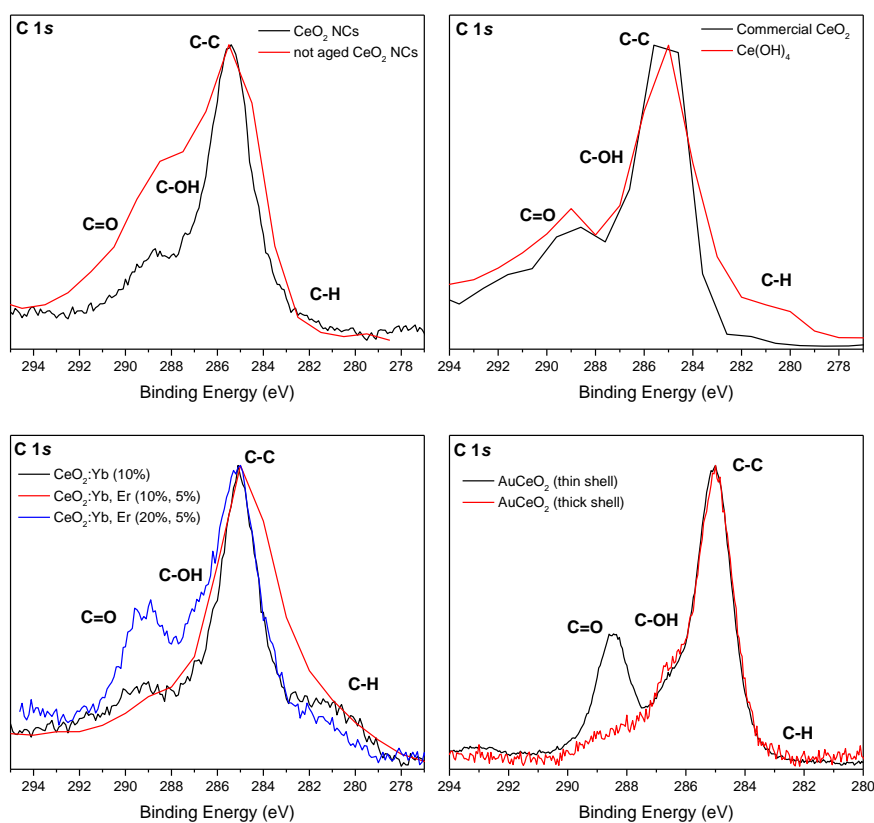 C 1s
CeO₂ NCs
not aged CeO₂ NCs
C-C
C-OH
C=O
C-H
294 292 290 288 286 284 282 280 278
Binding Energy (eV)
C 1s
Commercial CeO₂
Ce(OH)₄
C-C
C-OH
C=O
C-H
294 292 290 288 286 284 282 280 278
Binding Energy (eV)
C 1s
CeO₂:Yb (10%)
CeO₂:Yb, Er (10%, 5%)
CeO₂:Yb, Er (20%, 5%)
C-C
C-OH
C=O
C-H
294 292 290 288 286 284 282 280 278
Binding Energy (eV)
C 1s
AuCeO₂ (thin shell)
AuCeO₂ (thick shell)
C-C
C-OH
C=O
C-H
294 292 290 288 286 284 282 280
Binding Energy (eV)